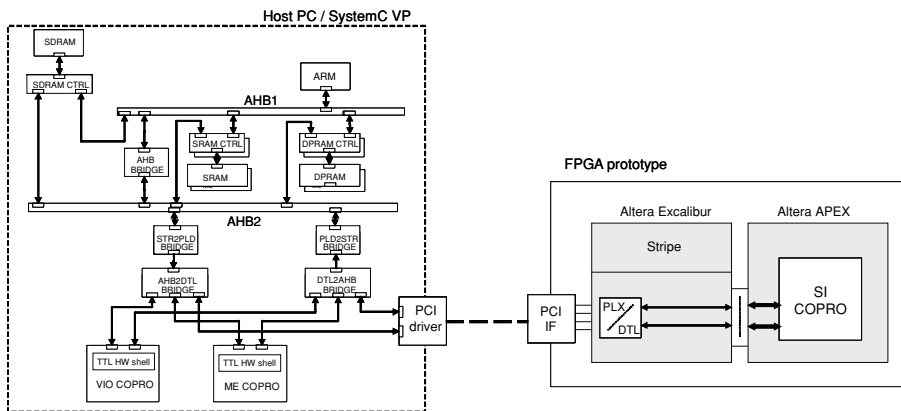 Host PC / SystemC VP
SDRAM
SDRAM CTRL
ARM
AHB1
SRAM CTRL
DPRAM CTRL
AHB
BRIDGE
SRAM
DPRAM
AHB2
STR2PLD
BRIDGE
PLD2STR
BRIDGE
AHB2DTL
BRIDGE
DTL2AHB
BRIDGE
PCI
driver
TTL HW shell
VIO COPRO
TTL HW shell
ME COPRO
FPGA prototype
Altera Excalibur
Altera APEX
Stripe
PCI
IF
PLX
DTL
SI
COPRO